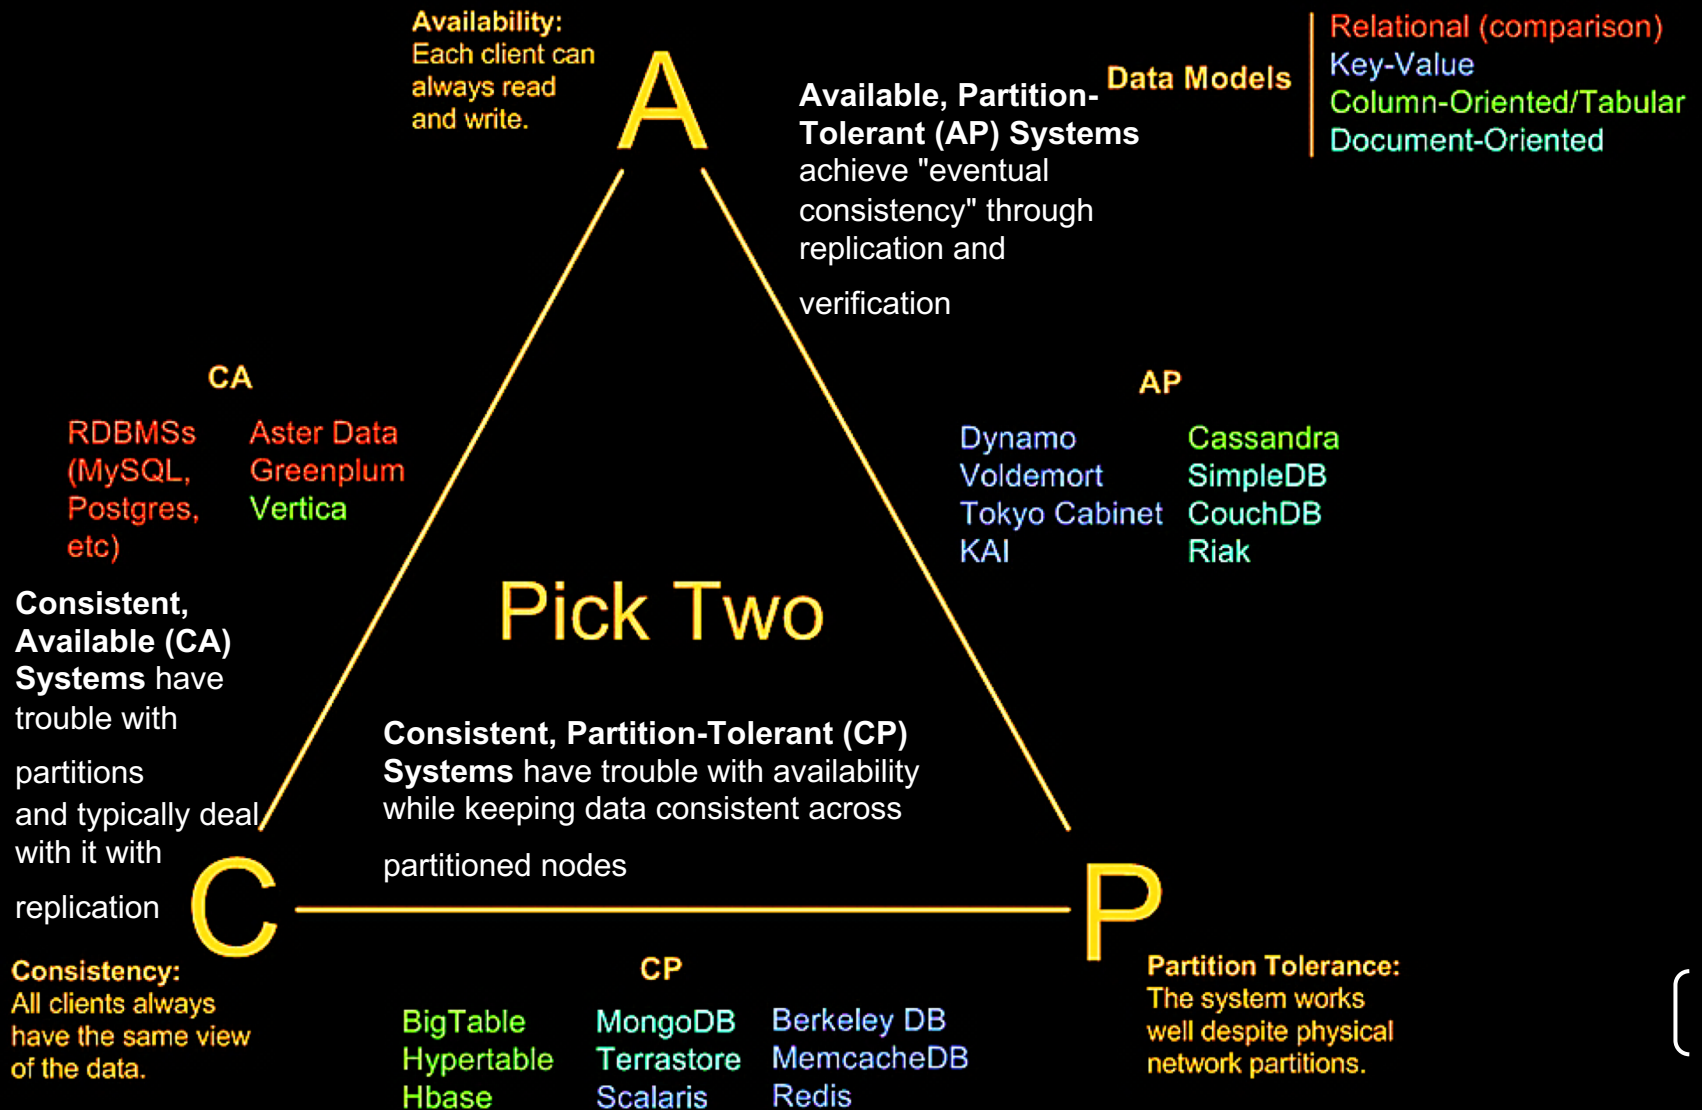 Availability:
Each client can
always read
and write.
A
Available, Partition-
Tolerant (AP) Systems
achieve "eventual
consistency" through
replication and
verification
Data Models
Relational (comparison)
Key-Value
Column-Oriented/Tabular
Document-Oriented
CA
RDBMSs
(MySQL,
Postgres,
etc)
Aster Data
Greenplum
Vertica
AP
Dynamo
Voldemort
Tokyo Cabinet
KAI
Cassandra
SimpleDB
CouchDB
Riak
Pick Two
Consistent,
Available (CA)
Systems have
trouble with
partitions
and typically deal
with it with
replication
Consistent, Partition-Tolerant (CP)
Systems have trouble with availability
while keeping data consistent across
partitioned nodes
C
P
Consistency:
All clients always
have the same view
of the data.
CP
BigTable
Hypertable
Hbase
MongoDB
Terrastore
Scalaris
Berkeley DB
MemcacheDB
Redis
Partition Tolerance:
The system works
well despite physical
network partitions.